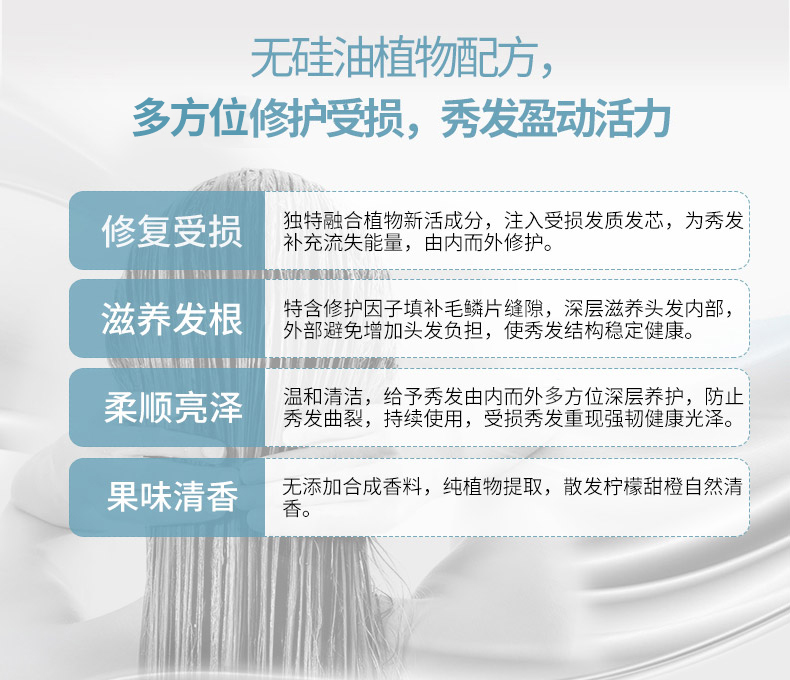 无硅油植物配方，
多方位修护受损，秀发盈动活力
修复受损
独特融合植物新活成分，注入受损发质发芯，为秀发
补充流失能量，由内而外修护。
滋养发根
特含修护因子填补毛鳞片缝隙，深层滋养头发内部，
外部避免增加头发负担，使秀发结构稳定健康。
柔顺亮泽
温和清洁，给予秀发由内而外多方位深层养护，防止
秀发曲裂，持续使用，受损秀发重现强韧健康光泽。
果味清香
无添加合成香料，纯植物提取，散发柠檬甜橙自然清
香。